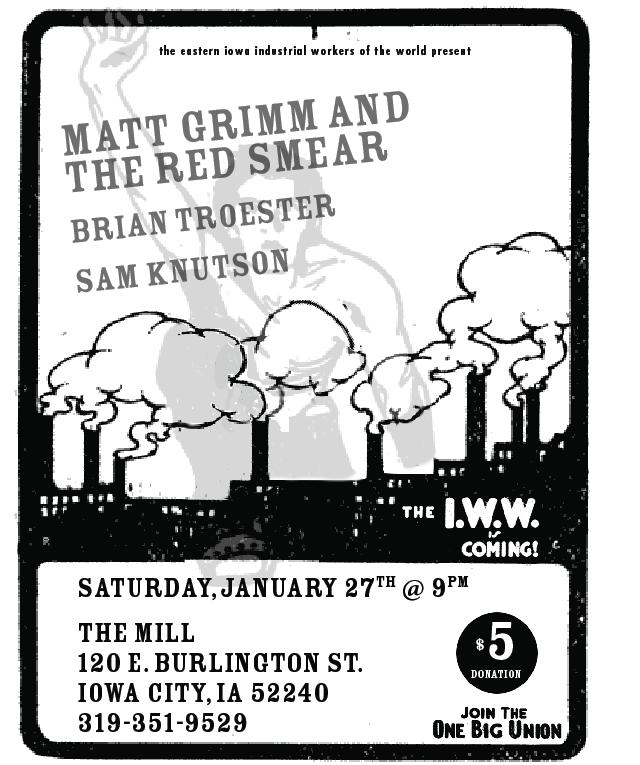 the eastern iowa industrial workers of the world present
MATT GRIMM AND
THE RED SMEAR
BRIAN TROESTER
SAM KNUTSON
THE I.W.W.
IS
COMING!
SATURDAY, JANUARY 27TH @ 9PM
THE MILL
120 E. BURLINGTON ST.
IOWA CITY, IA 52240
319-351-9529
$5
DONATION
JOIN THE
ONE BIG UNION